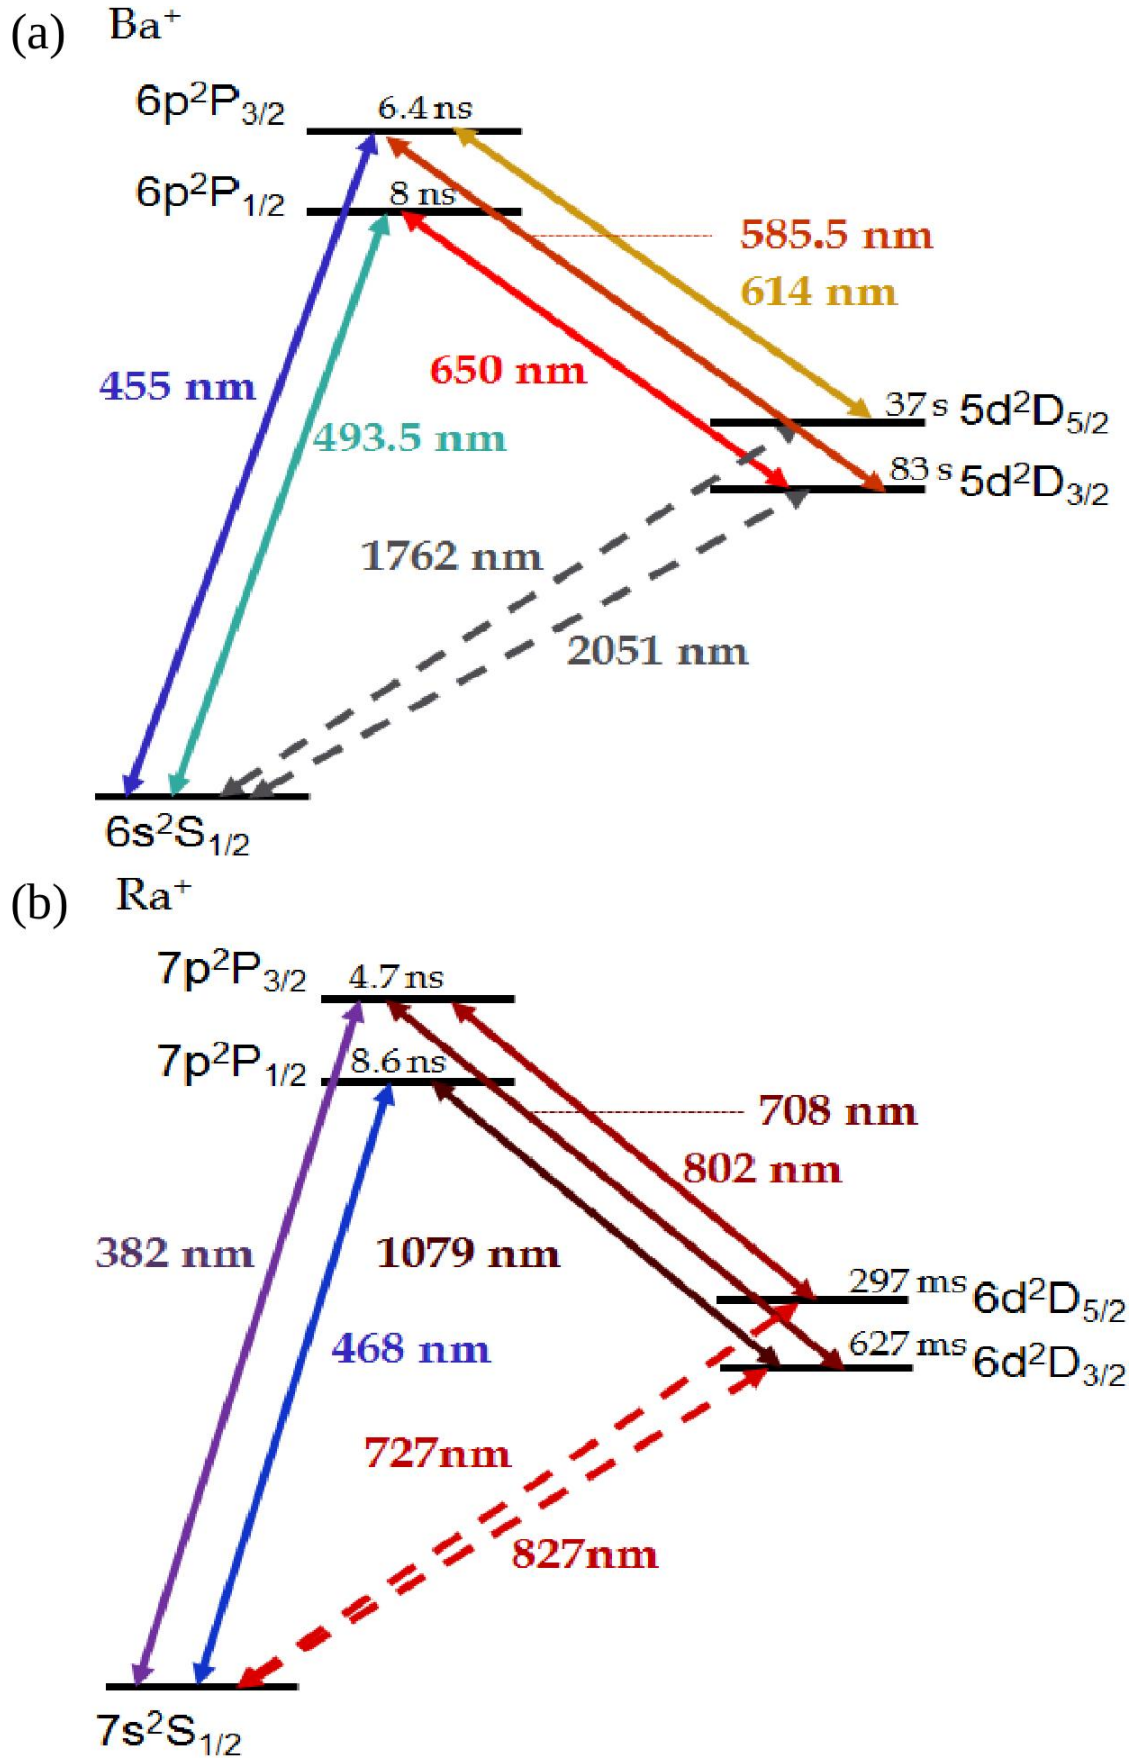 (a) Ba⁺
6p²P₃/₂ 6.4 ns
6p²P₁/₂ 8 ns
585.5 nm
614 nm
650 nm
455 nm
37 s 5d²D₅/₂
493.5 nm
83 s 5d²D₃/₂
1762 nm
2051 nm
6s²S₁/₂
(b) Ra⁺
7p²P₃/₂ 4.7 ns
7p²P₁/₂ 8.6 ns
708 nm
802 nm
382 nm 1079 nm
297 ms 6d²D₅/₂
468 nm
627 ms 6d²D₃/₂
727nm
827nm
7s²S₁/₂